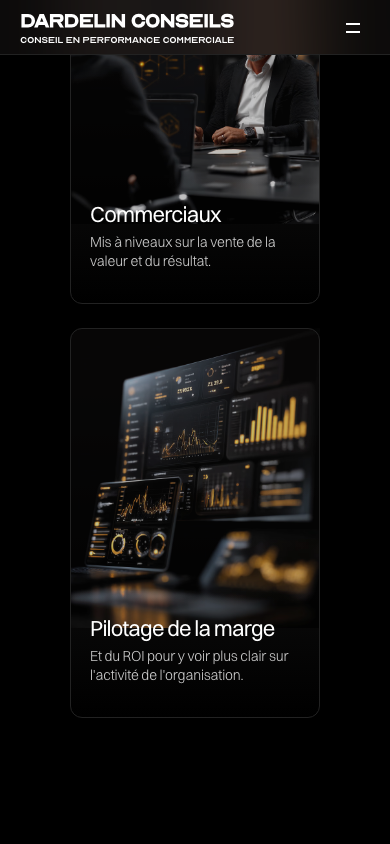 DARDELIN CONSEILS
CONSEIL EN PERFORMANCE COMMERCIALE
Commerciaux
Mis à niveaux sur la vente de la
valeur et du résultat.
Pilotage de la marge
Et du ROI pour y voir plus clair sur
l'activité de l'organisation.